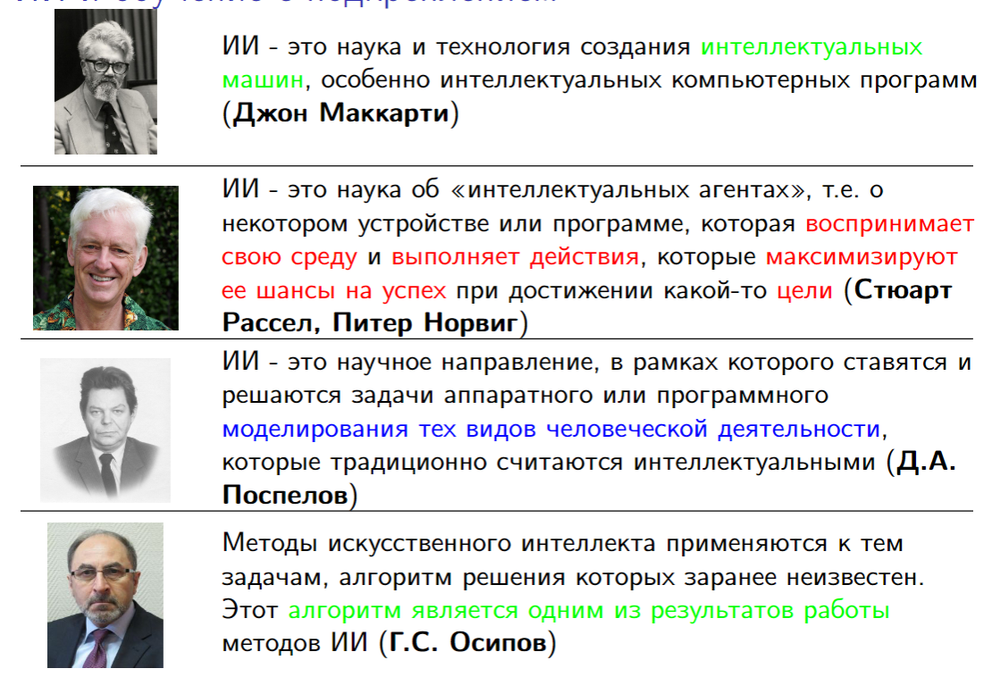 ИИ - это наука и технология создания интеллектуальных
машин, особенно интеллектуальных компьютерных программ
(Джон Маккарти)
ИИ - это наука об «интеллектуальных агентах», т.е. о
некотором устройстве или программе, которая воспринимает
свою среду и выполняет действия, которые максимизируют
ее шансы на успех при достижении какой-то цели (Стюарт
Рассел, Питер Норвиг)
ИИ - это научное направление, в рамках которого ставятся и
решаются задачи аппаратного или программного
моделирования тех видов человеческой деятельности,
которые традиционно считаются интеллектуальными (Д.А.
Поспелов)
Методы искусственного интеллекта применяются к тем
задачам, алгоритм решения которых заранее неизвестен.
Этот алгоритм является одним из результатов работы
методов ИИ (Г.С. Осипов)